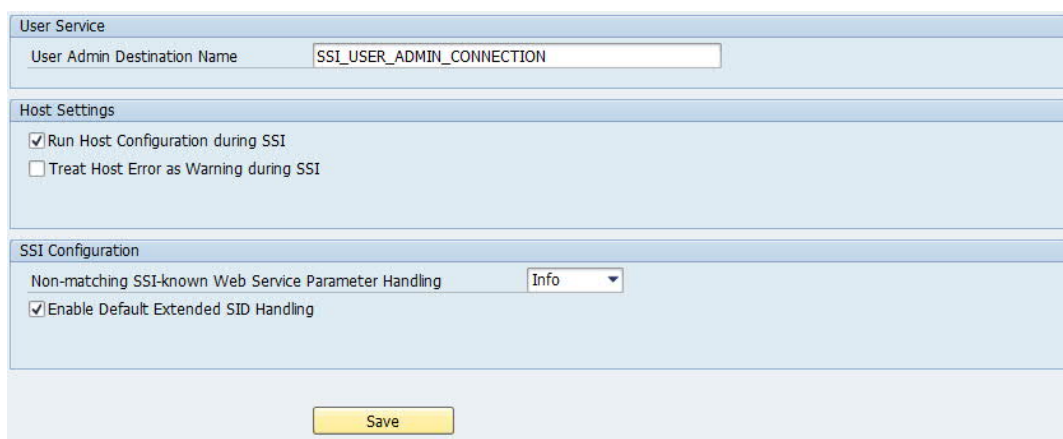 User Service
User Admin Destination Name SSI_USER_ADMIN_CONNECTION
Host Settings
Run Host Configuration during SSI
Treat Host Error as Warning during SSI
SSI Configuration
Non-matching SSI-known Web Service Parameter Handling Info
Enable Default Extended SID Handling
Save